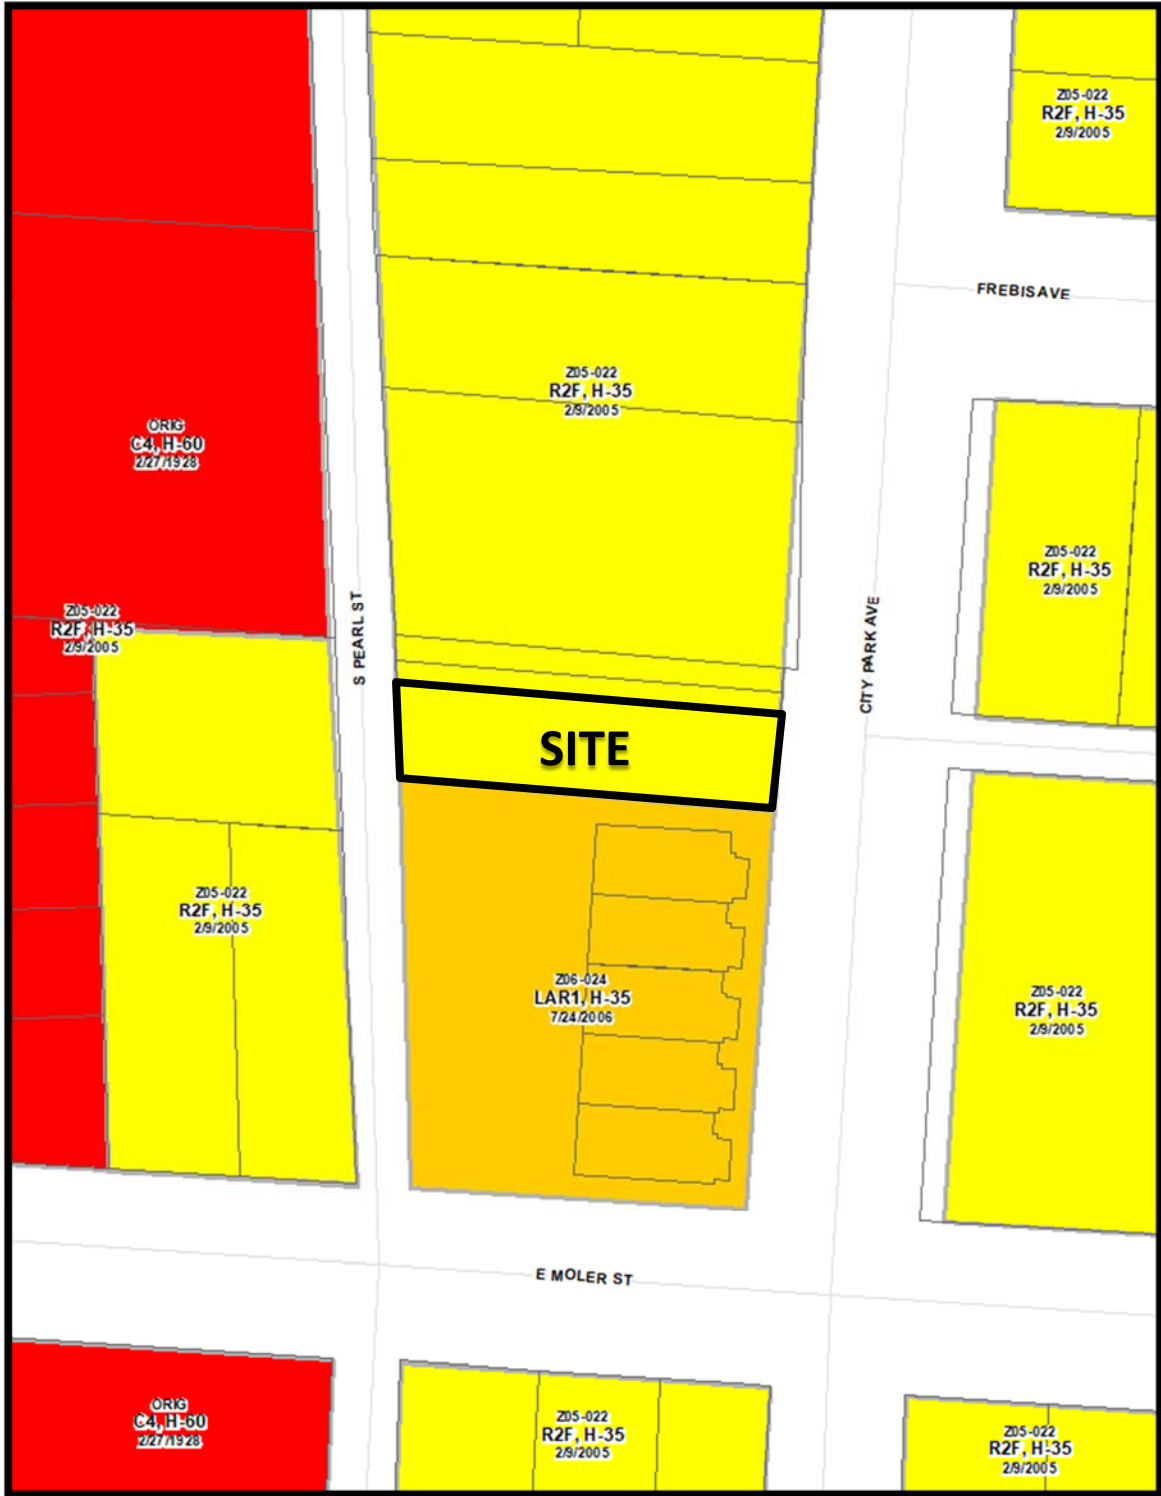 Z05-022
R2F, H-35
2/9/2005
FREBIS AVE
Z05-022
R2F, H-35
2/9/2005
ORIG
C4, H-60
2/27/1928
Z05-022
R2F, H-35
2/9/2005
Z05-022
R2F, H-35
2/9/2005
S PEARL ST
CITY PARK AVE
SITE
Z05-022
R2F, H-35
2/9/2005
Z06-024
LAR1, H-35
7/24/2006
Z05-022
R2F, H-35
2/9/2005
E MOLER ST
ORIG
C4, H-60
2/27/1928
Z05-022
R2F, H-35
2/9/2005
Z05-022
R2F, H-35
2/9/2005